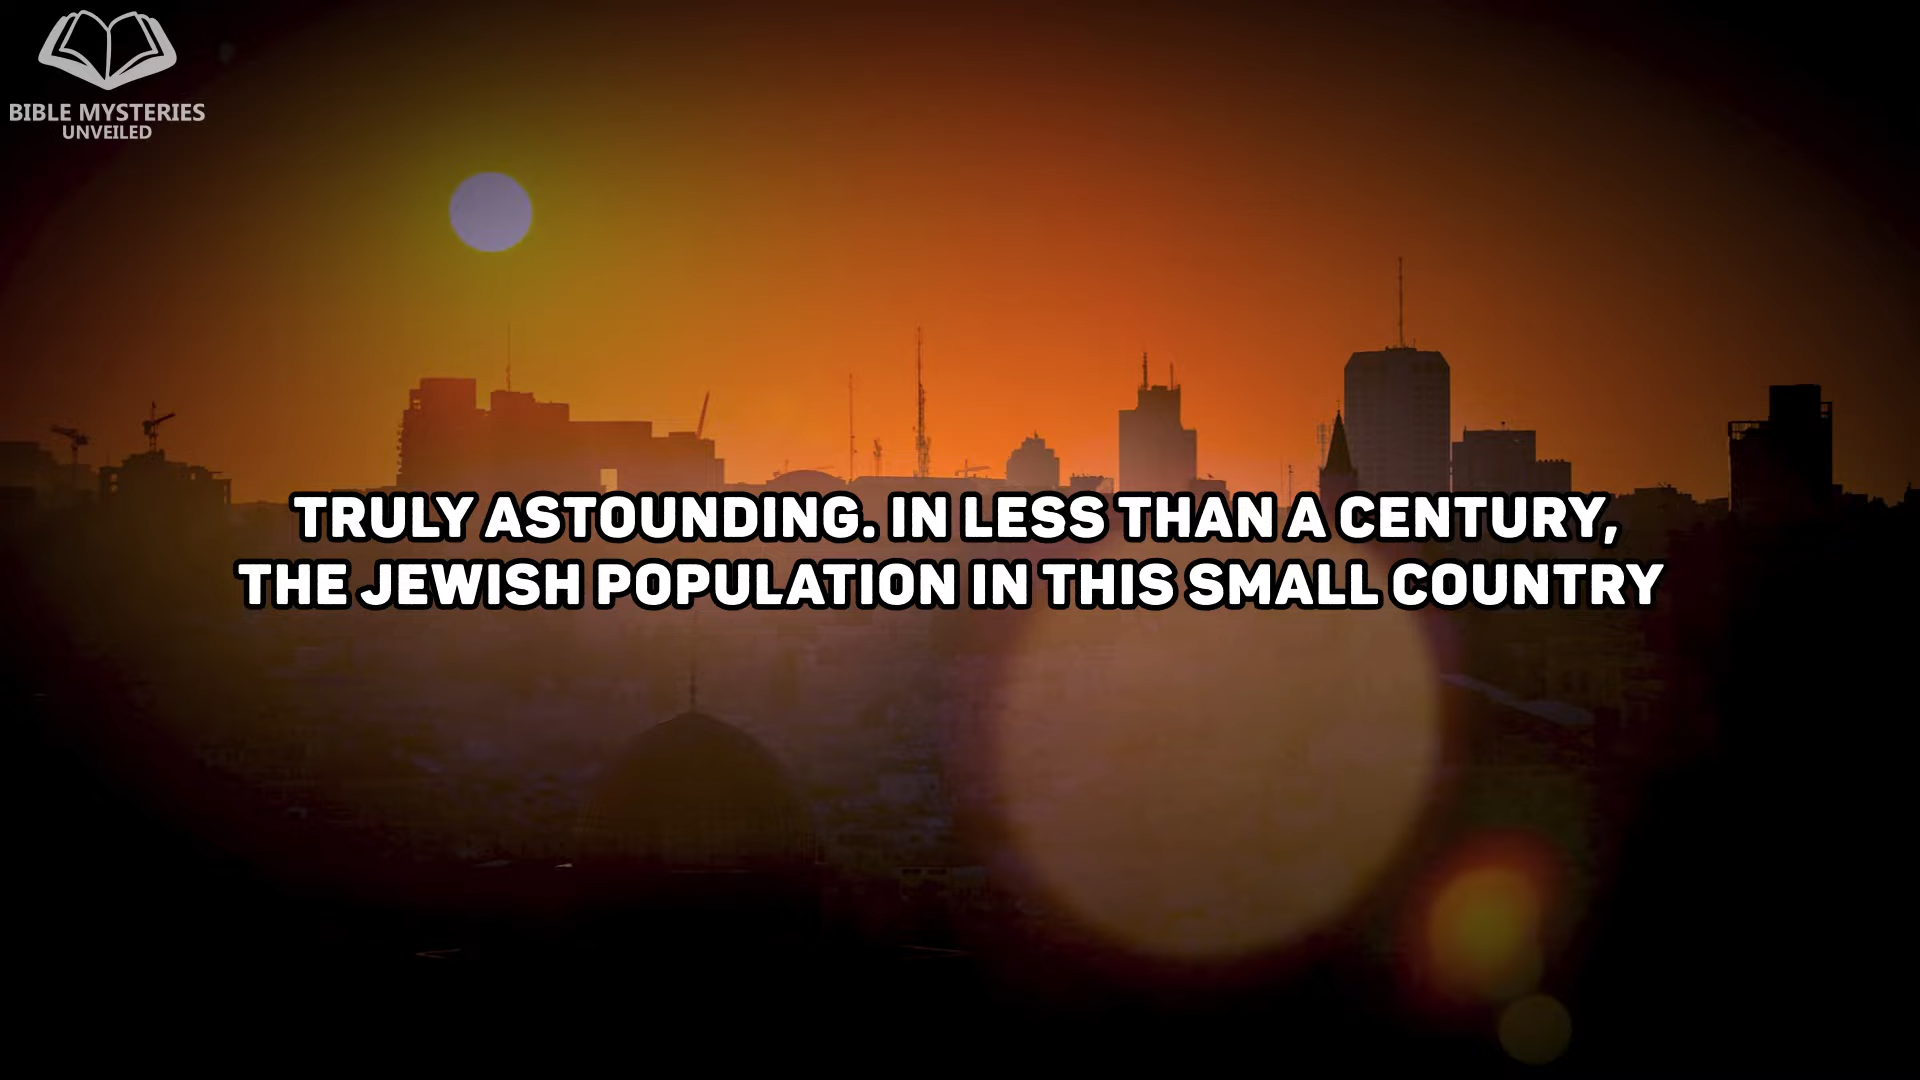 BIBLE MYSTERIES
UNVEILED
TRULY ASTOUNDING. IN LESS THAN A CENTURY,
THE JEWISH POPULATION IN THIS SMALL COUNTRY